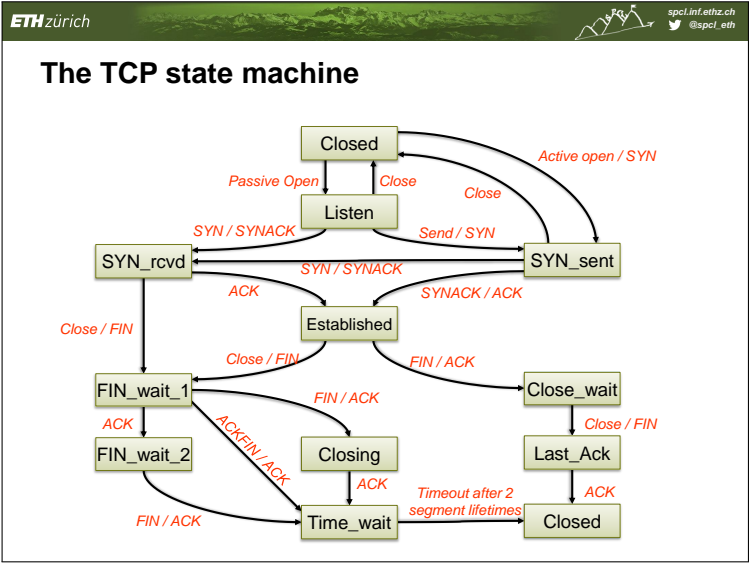 ETH zürich
spcl.inf.ethz.ch
@spcl_eth
The TCP state machine
Closed
Active open / SYN
Passive Open
Close
Close
Listen
SYN / SYNACK
Send / SYN
SYN_rcvd
SYN / SYNACK
SYN_sent
ACK
SYNACK / ACK
Established
Close / FIN
Close / FIN
FIN / ACK
FIN_wait_1
FIN / ACK
Close_wait
ACK
ACKFIN / ACK
Close / FIN
FIN_wait_2
Closing
Last_Ack
ACK
Timeout after 2
segment lifetimes
ACK
FIN / ACK
Time_wait
Closed